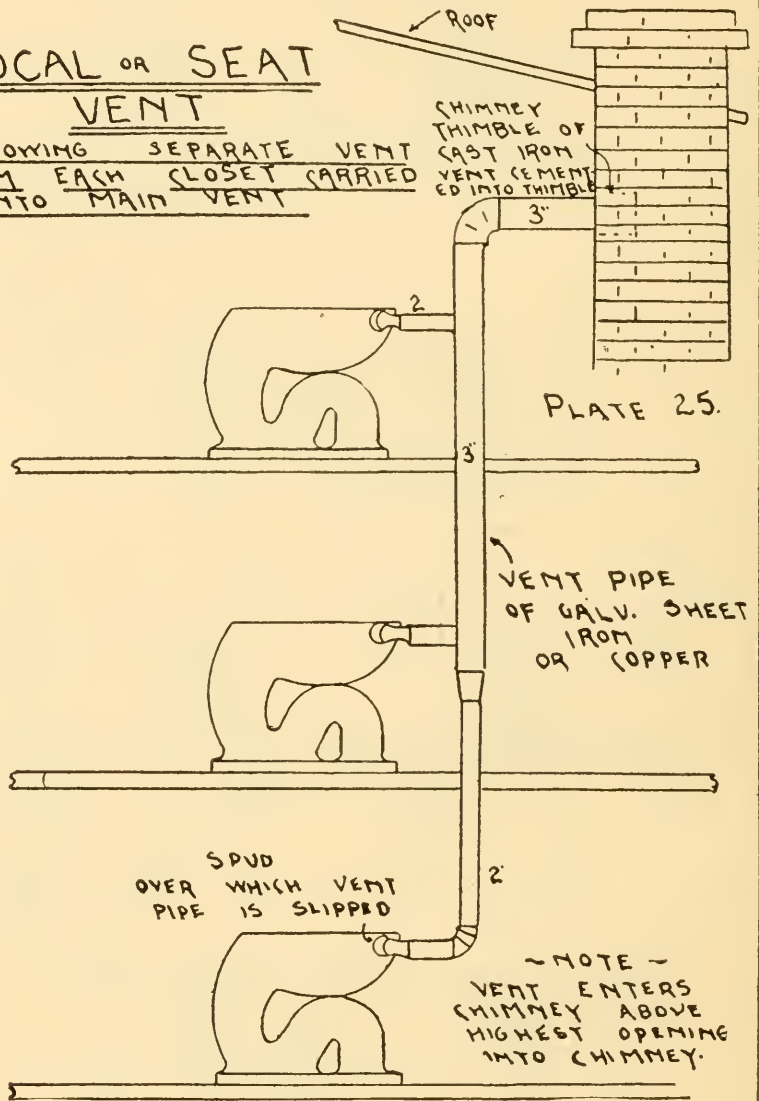 OCAL OR SEAT
VENT
OWING SEPARATE VENT
M EACH CLOSET CARRIED
NTO MAIN VENT
ROOF
CHIMNEY
THIMBLE OF
CAST IRON
VENT CEMENT-
ED INTO THIMBLE
3"
2
PLATE 25.
3"
VENT PIPE
OF GALV. SHEET
IRON
OR COPPER
SPUD
OVER WHICH VENT
PIPE IS SLIPPED
2"
~ NOTE ~
VENT ENTERS
CHIMNEY ABOVE
HIGHEST OPENING
INTO CHIMNEY.